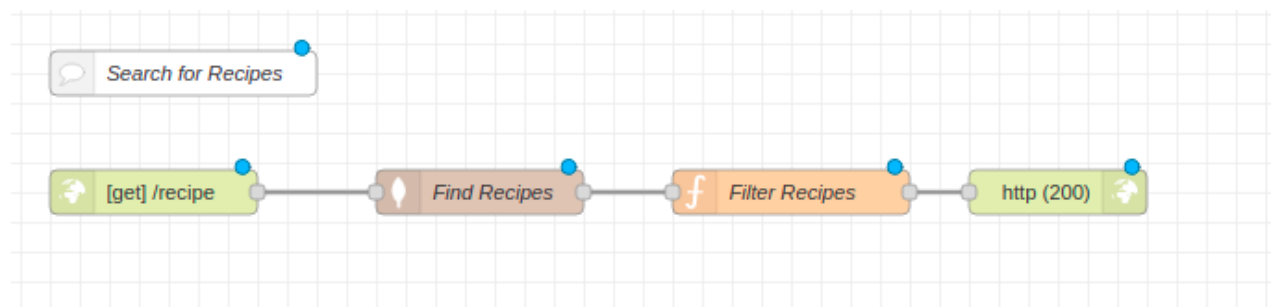 Search for Recipes
[get] /recipe
Find Recipes
Filter Recipes
http (200)